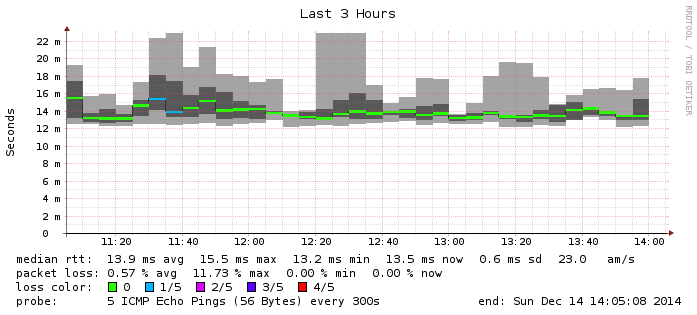 Last 3 Hours
RRDTOOL / TOBI OETIKER
Seconds
22 m
20 m
18 m
16 m
14 m
12 m
10 m
8 m
6 m
4 m
2 m
0
11:20 11:40 12:00 12:20 12:40 13:00 13:20 13:40 14:00
median rtt: 13.9 ms avg 15.5 ms max 13.2 ms min 13.5 ms now 0.6 ms sd 23.0 am/s
packet loss: 0.57 % avg 11.73 % max 0.00 % min 0.00 % now
loss color: 0 1/5 2/5 3/5 4/5
probe: 5 ICMP Echo Pings (56 Bytes) every 300s end: Sun Dec 14 14:05:08 2014